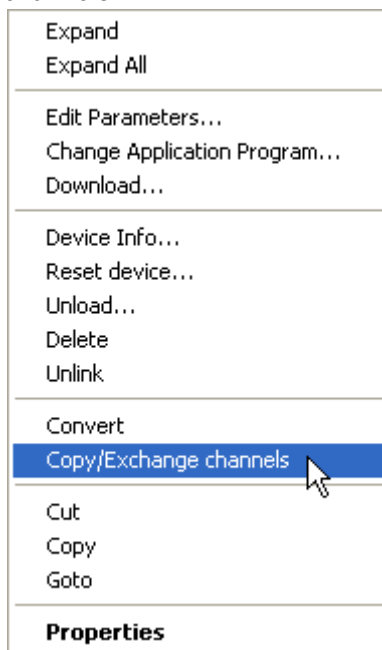 Expand
Expand All
Edit Parameters...
Change Application Program...
Download...
Device Info...
Reset device...
Unload...
Delete
Unlink
Convert
Copy/Exchange channels
Cut
Copy
Goto
Properties